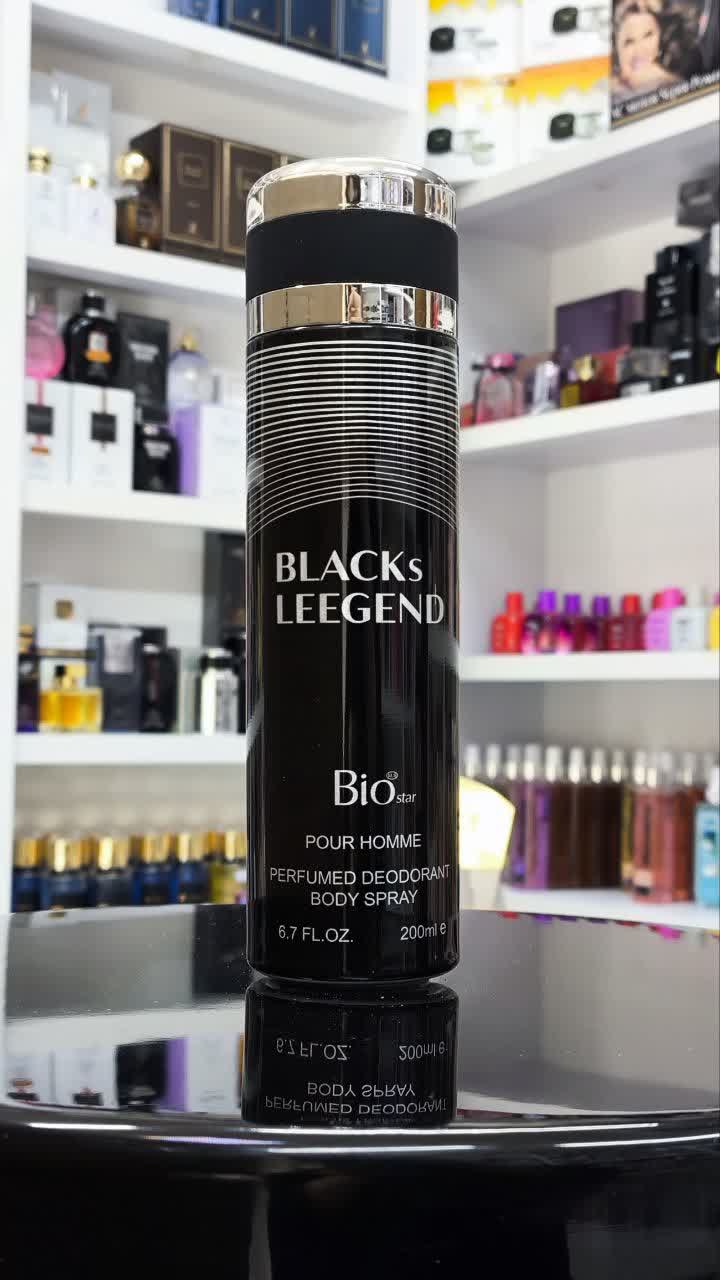 BLACKs
LEEGEND
Bio star
POUR HOMME
PERFUMED DEODORANT
BODY SPRAY
6.7 FL.OZ. 200ml e